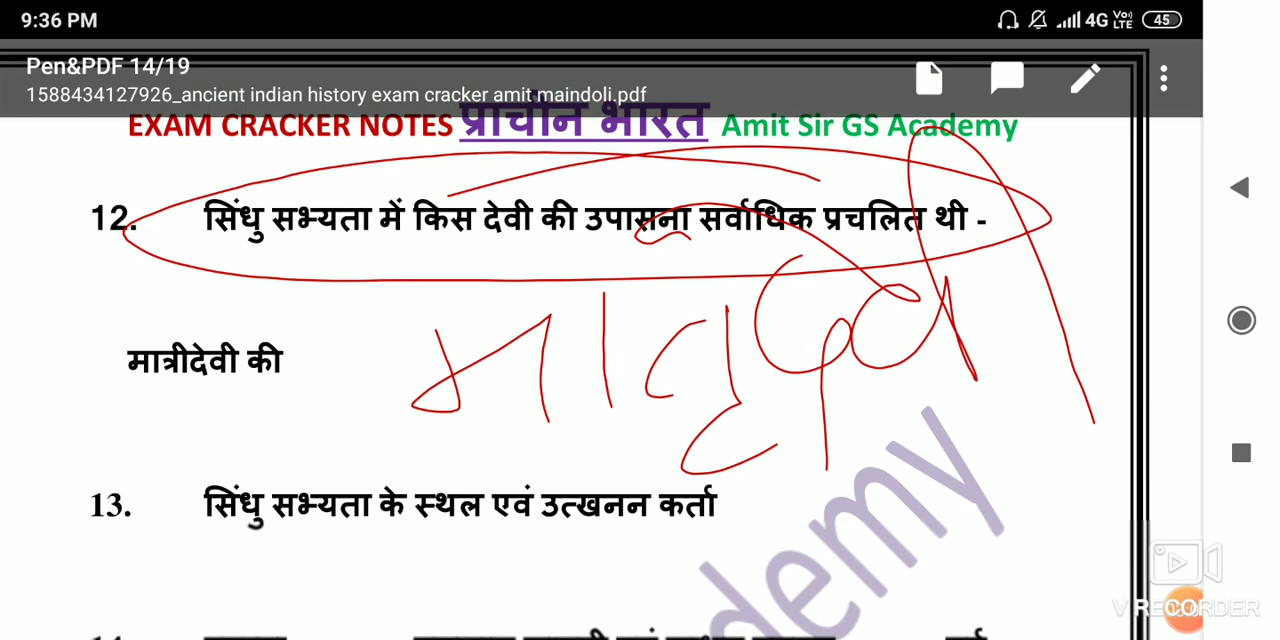 9:36 PM
4G Vo) LTE 45
Pen&PDF 14/19
1588434127926_ancient indian history exam cracker amit maindoli.pdf
EXAM CRACKER NOTES प्राचीन भारत Amit Sir GS Academy
12. सिंधु सभ्यता में किस देवी की उपासना सर्वाधिक प्रचलित थी -
मात्रीदेवी की
मातृदेवी
13. सिंधु सभ्यता के स्थल एवं उत्खनन कर्ता
demy
V RECORDER